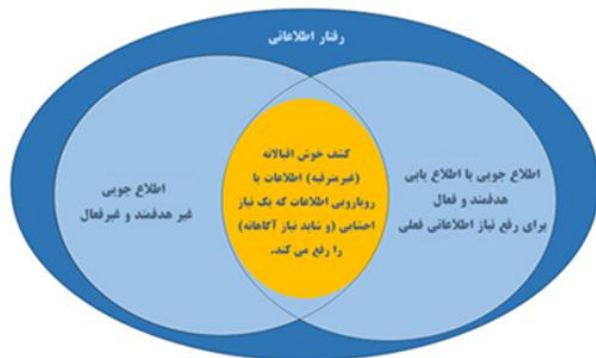 رفتار اطلاعاتی
اطلاع جویی یا اطلاع یابی
هدفمند و فعال
برای رفع نیاز اطلاعاتی فعلی
کشف خوش اقبالانه
(غیرمترقبه) اطلاعات یا
رویارویی اطلاعات که یک نیاز
احتمالی (و شاید نیاز آگاهانه)
را رفع می کند.
اطلاع جویی
غیر هدفمند و غیرفعال